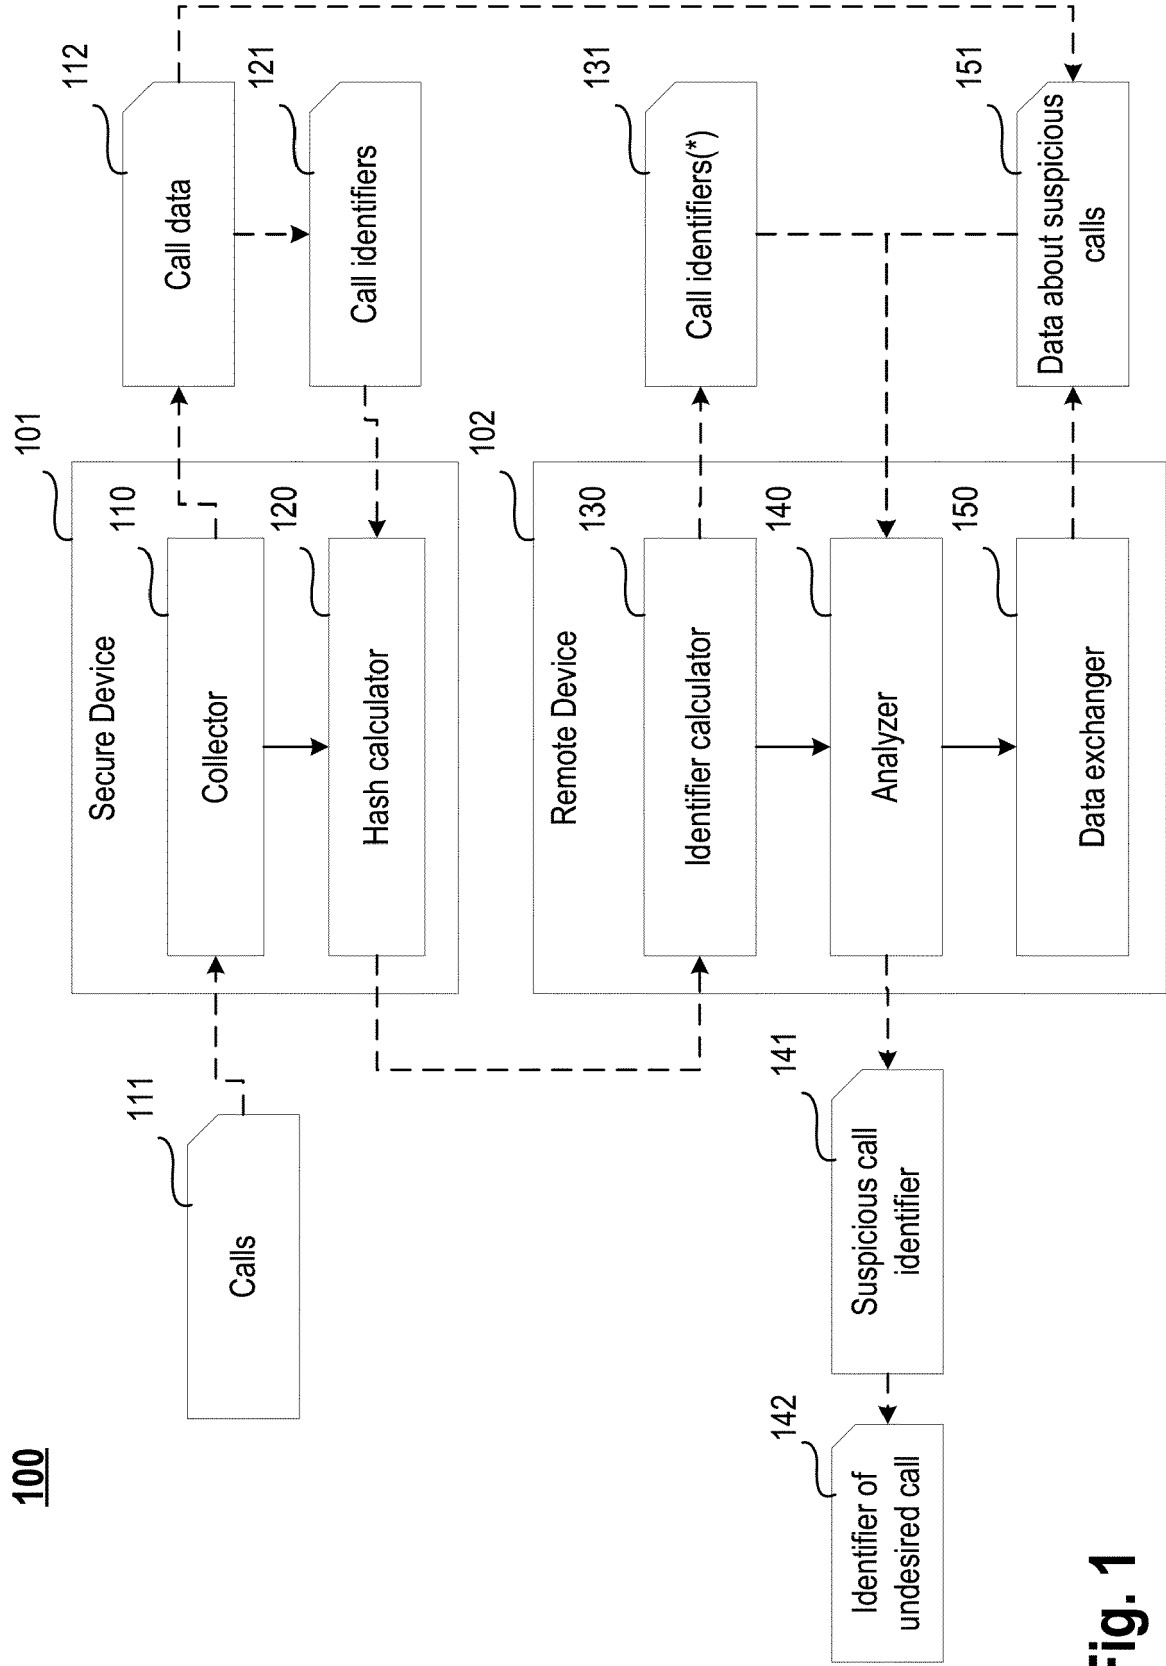 100
101
112
Secure Device
110
Call data
111
Calls
Collector
120
121
Hash calculator
Call identifiers
102
Remote Device
130
131
Identifier calculator
Call identifiers(*)
142
141
140
Identifier of
undesired call
Suspicious call
identifier
Analyzer
150
151
Data exchanger
Data about suspicious
calls
Fig. 1